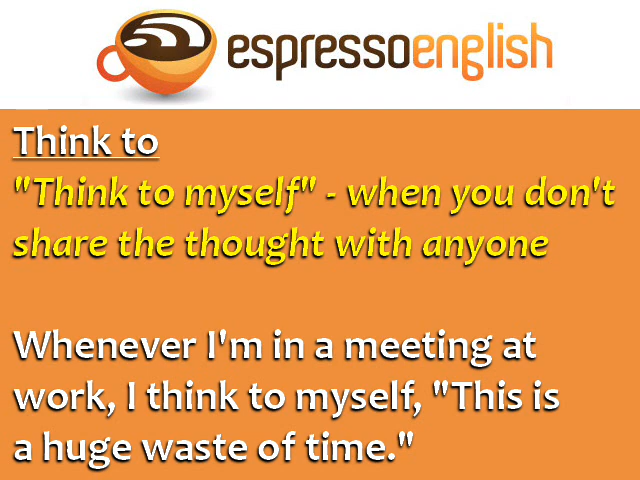 espressoenglish
Think to
"Think to myself" - when you don't
share the thought with anyone
Whenever I'm in a meeting at
work, I think to myself, "This is
a huge waste of time."